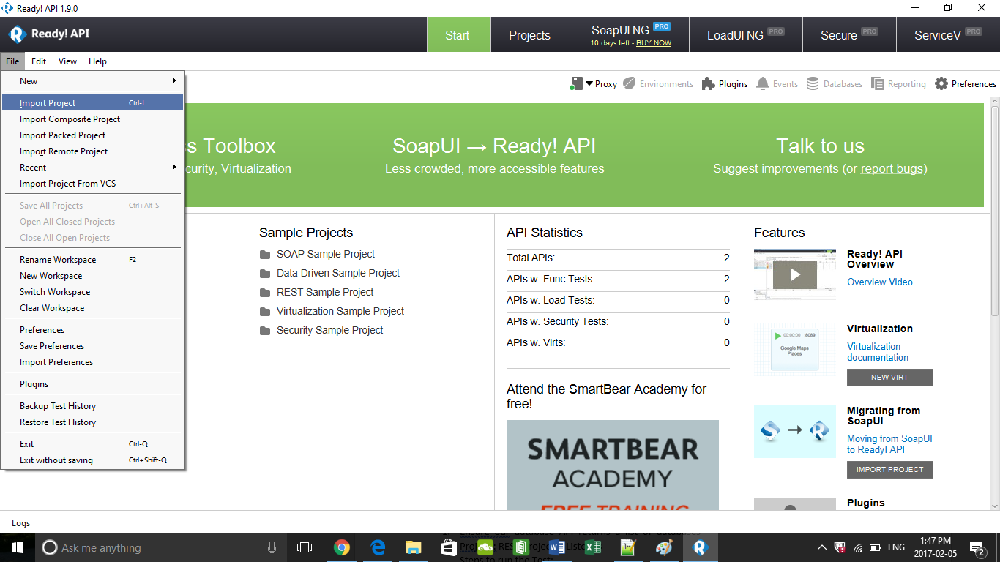 Ready! API 1.9.0
Ready! API
Start
Projects
SoapUI NG PRO
10 days left - BUY NOW
LoadUI NG PRO
Secure PRO
ServiceV PRO
File Edit View Help
New
Import Project Ctrl-I
Import Composite Project
Import Packed Project
Import Remote Project
Recent
Import Project From VCS
Save All Projects Ctrl+Alt-S
Open All Closed Projects
Close All Open Projects
Rename Workspace F2
New Workspace
Switch Workspace
Clear Workspace
Preferences
Save Preferences
Import Preferences
Plugins
Backup Test History
Restore Test History
Exit Ctrl-Q
Exit without saving Ctrl+Shift-Q
Proxy Environments Plugins Events Databases Reporting Preferences
s Toolbox
curity, Virtualization
SoapUI → Ready! API
Less crowded, more accessible features
Talk to us
Suggest improvements (or report bugs)
Sample Projects
SOAP Sample Project
Data Driven Sample Project
REST Sample Project
Virtualization Sample Project
Security Sample Project
API Statistics
Total APIs: 2
APIs w. Func Tests: 2
APIs w. Load Tests: 0
APIs w. Security Tests: 0
APIs w. Virts: 0
Attend the SmartBear Academy for
free!
SMARTBEAR
ACADEMY
FREE TRAINING
Features
Ready! API
Overview
Overview Video
00:00:00 :8089
Google Maps
Places
Virtualization
Virtualization
documentation
NEW VIRT
Migrating from
SoapUI
Moving from SoapUI
to Ready! API
IMPORT PROJECT
Plugins
Logs
Ask me anything
ENG
1:47 PM
2017-02-05
2